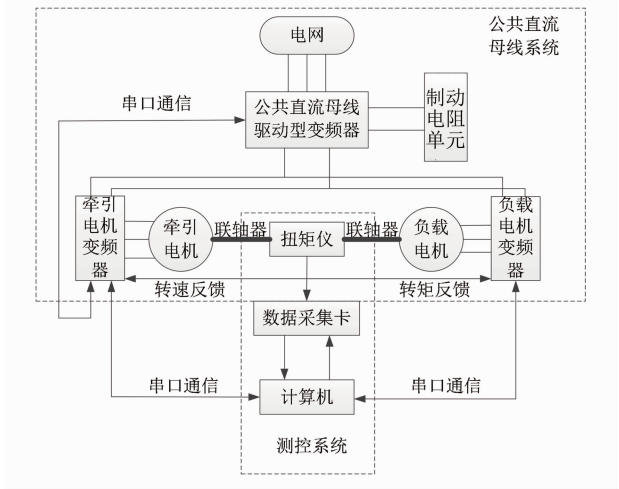 公共直流
母线系统
电网
串口通信
公共直流母线
驱动型变频器
制动
电阻
单元
牵引
电机
变频
器
牵引
电机
联轴器
扭矩仪
联轴器
负载
电机
负载
电机
变频
器
转速反馈
转矩反馈
数据采集卡
串口通信
计算机
串口通信
测控系统